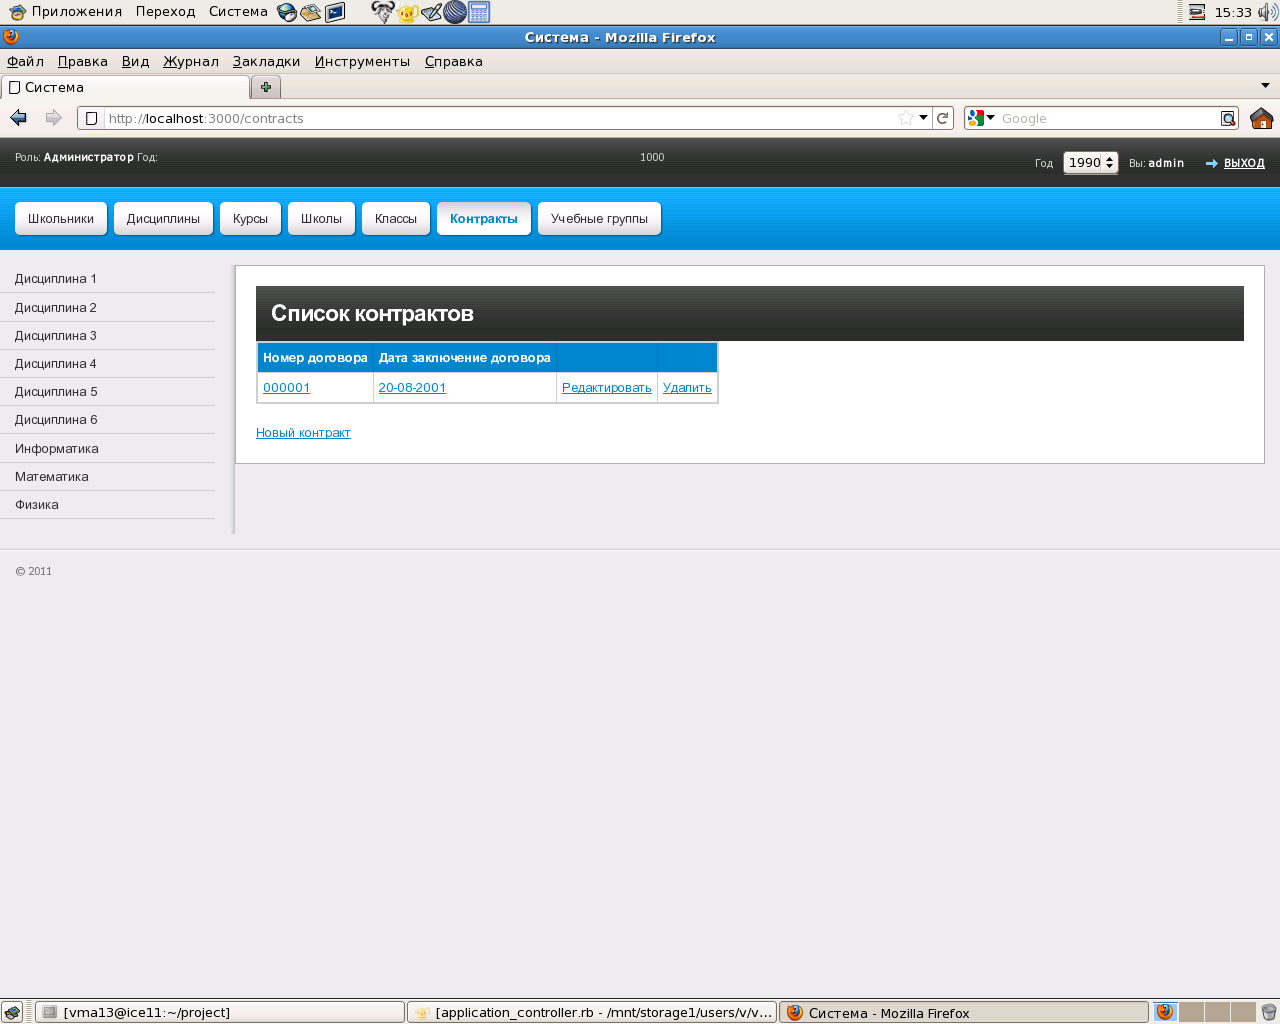 Приложения Переход Система 15:33
Система - Mozilla Firefox
Файл Правка Вид Журнал Закладки Инструменты Справка
Система
http://localhost:3000/contracts Google
Роль: Администратор Год: 1000 Год 1990 Вы: admin ВЫХОД
Школьники Дисциплины Курсы Школы Классы Контракты Учебные группы
Дисциплина 1
Дисциплина 2
Дисциплина 3
Дисциплина 4
Дисциплина 5
Дисциплина 6
Информатика
Математика
Физика
Список контрактов
Номер договора Дата заключение договора
000001 20-08-2001 Редактировать Удалить
Новый контракт
© 2011
[vma13@ice11:~/project] [application_controller.rb - /mnt/storage1/users/v/v... Система - Mozilla Firefox